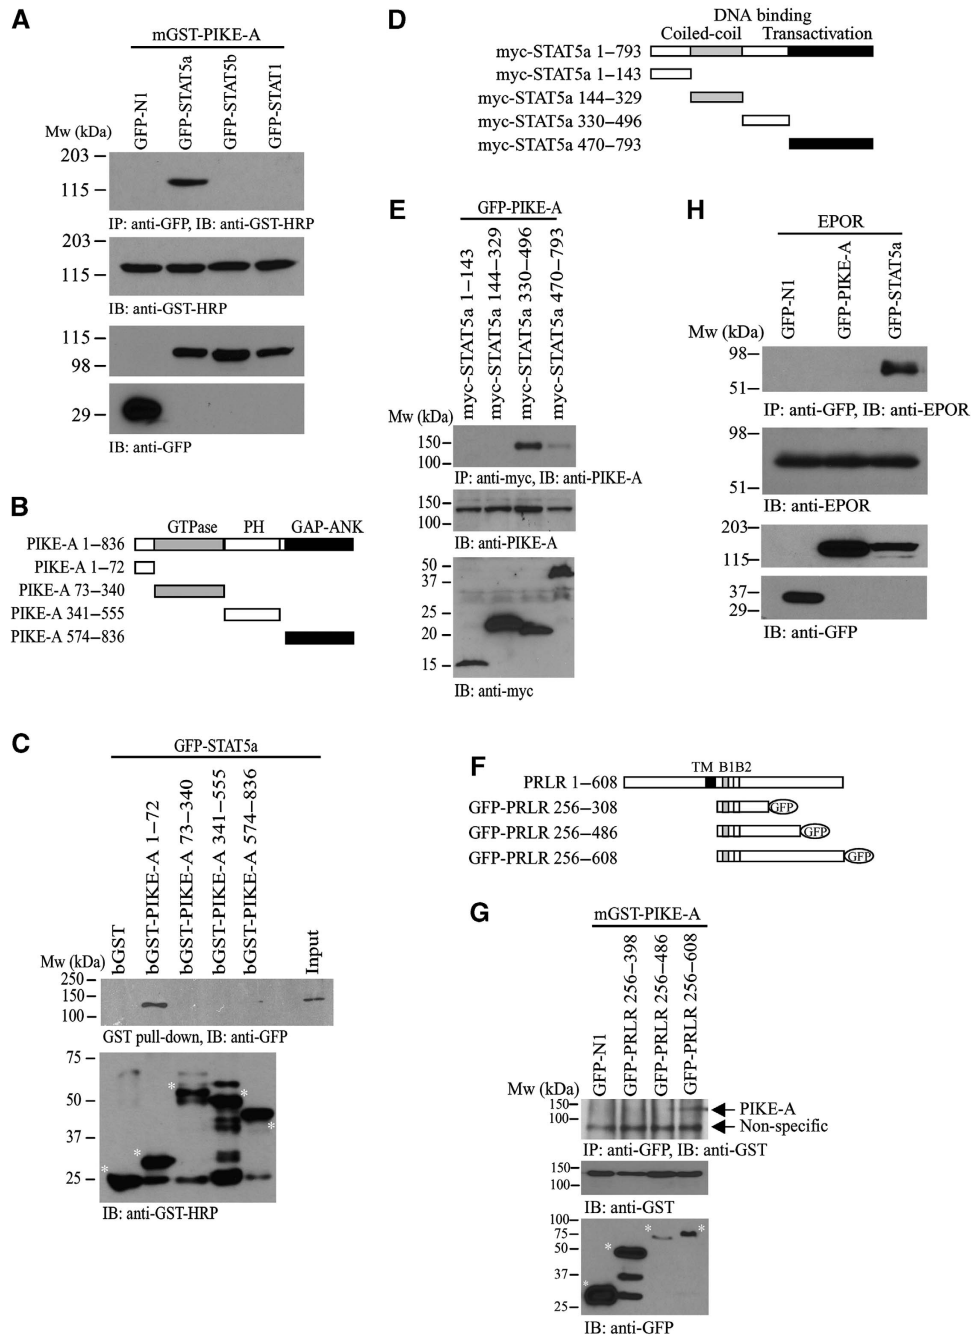 A
mGST-PIKE-A
GFP-N1
GFP-STAT5a
GFP-STAT5b
GFP-STAT1
Mw (kDa)
203
115
IP: anti-GFP, IB: anti-GST-HRP
203
115
IB: anti-GST-HRP
115
98
29
IB: anti-GFP
B
GTPase PH GAP-ANK
PIKE-A 1–836
PIKE-A 1–72
PIKE-A 73–340
PIKE-A 341–555
PIKE-A 574–836
C
GFP-STAT5a
bGST
bGST-PIKE-A 1–72
bGST-PIKE-A 73–340
bGST-PIKE-A 341–555
bGST-PIKE-A 574–836
Input
Mw (kDa)
250
150
100
GST pull-down, IB: anti-GFP
75
50
37
25
* * * * *
IB: anti-GST-HRP
D
DNA binding
Coiled-coil Transactivation
myc-STAT5a 1–793
myc-STAT5a 1–143
myc-STAT5a 144–329
myc-STAT5a 330–496
myc-STAT5a 470–793
E
GFP-PIKE-A
myc-STAT5a 1–143
myc-STAT5a 144–329
myc-STAT5a 330–496
myc-STAT5a 470–793
Mw (kDa)
150
100
IP: anti-myc, IB: anti-PIKE-A
150
100
IB: anti-PIKE-A
50
37
25
20
15
IB: anti-myc
H
EPOR
GFP-N1
GFP-PIKE-A
GFP-STAT5a
Mw (kDa)
98
51
IP: anti-GFP, IB: anti-EPOR
98
51
IB: anti-EPOR
203
115
37
29
IB: anti-GFP
F
TM B1B2
PRLR 1–608
GFP-PRLR 256–308 GFP
GFP-PRLR 256–486 GFP
GFP-PRLR 256–608 GFP
G
mGST-PIKE-A
GFP-N1
GFP-PRLR 256–398
GFP-PRLR 256–486
GFP-PRLR 256–608
Mw (kDa)
150
100
PIKE-A
Non-specific
IP: anti-GFP, IB: anti-GST
150
100
IB: anti-GST
100
75
50
37
25
* * * *
IB: anti-GFP